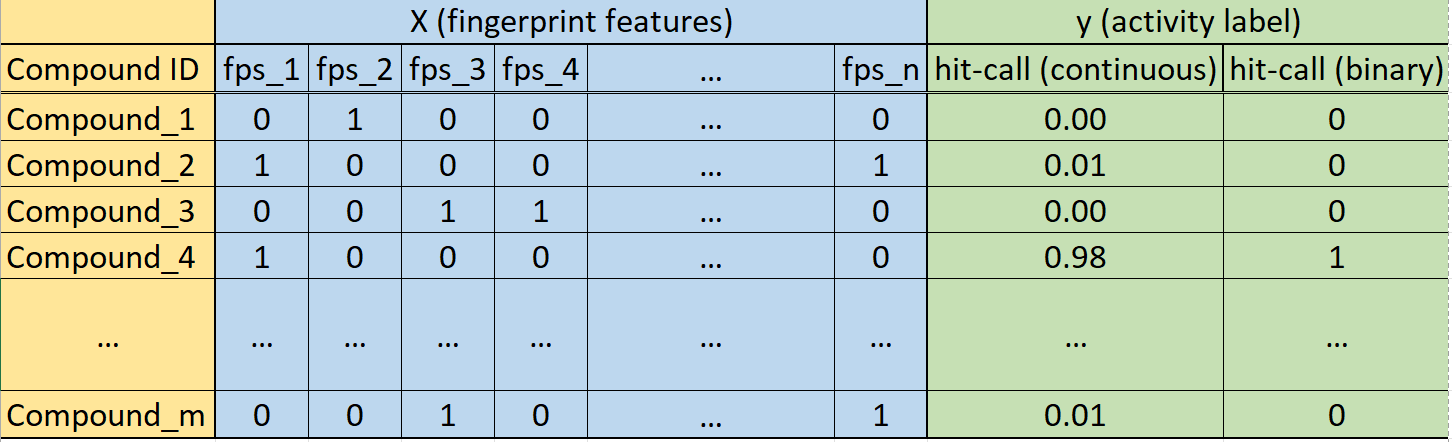 X (fingerprint features) y (activity label)
Compound ID fps_1 fps_2 fps_3 fps_4 ... fps_n hit-call (continuous) hit-call (binary)
Compound_1 0 1 0 0 ... 0 0.00 0
Compound_2 1 0 0 0 ... 1 0.01 0
Compound_3 0 0 1 1 ... 0 0.00 0
Compound_4 1 0 0 0 ... 0 0.98 1
... ... ... ... ... ... ... ... ...
Compound_m 0 0 1 0 ... 1 0.01 0